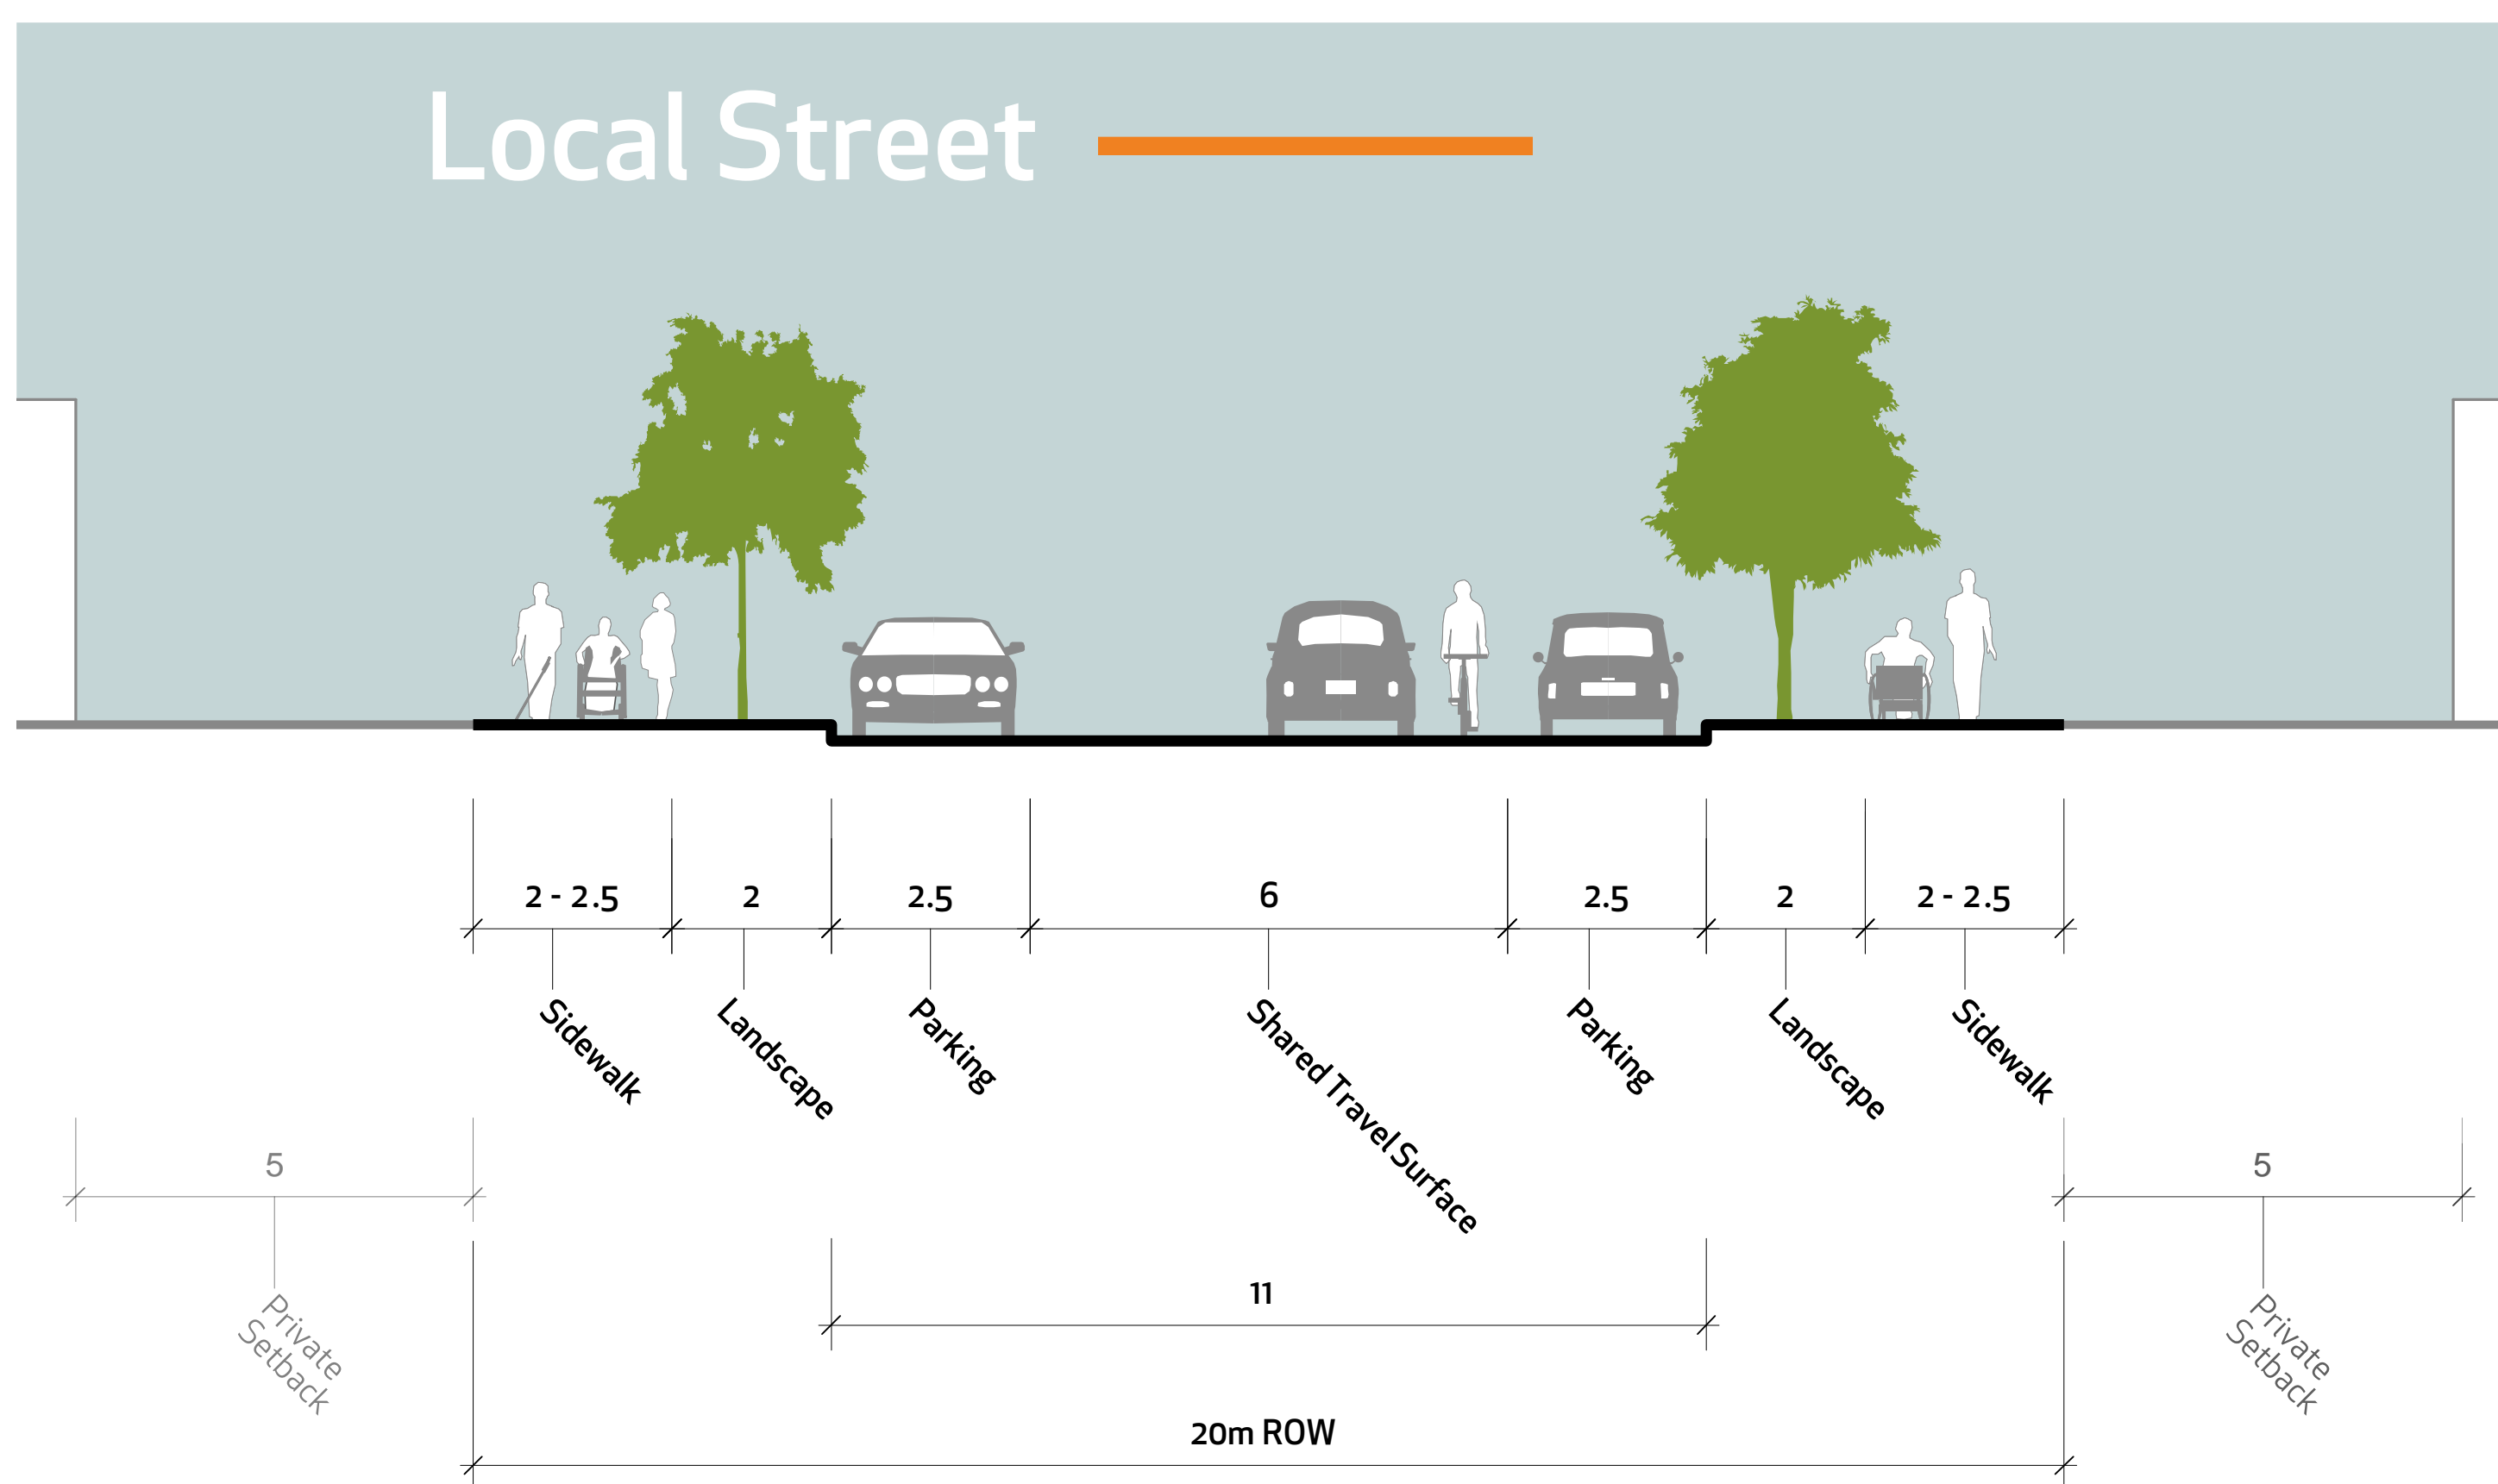 Local Street
2 - 2.5
2
2.5
6
2.5
2
2 - 2.5
Sidewalk
Landscape
Parking
Shared Travel Surface
Parking
Landscape
Sidewalk
5
5
Private
Setback
11
Private
Setback
20m ROW